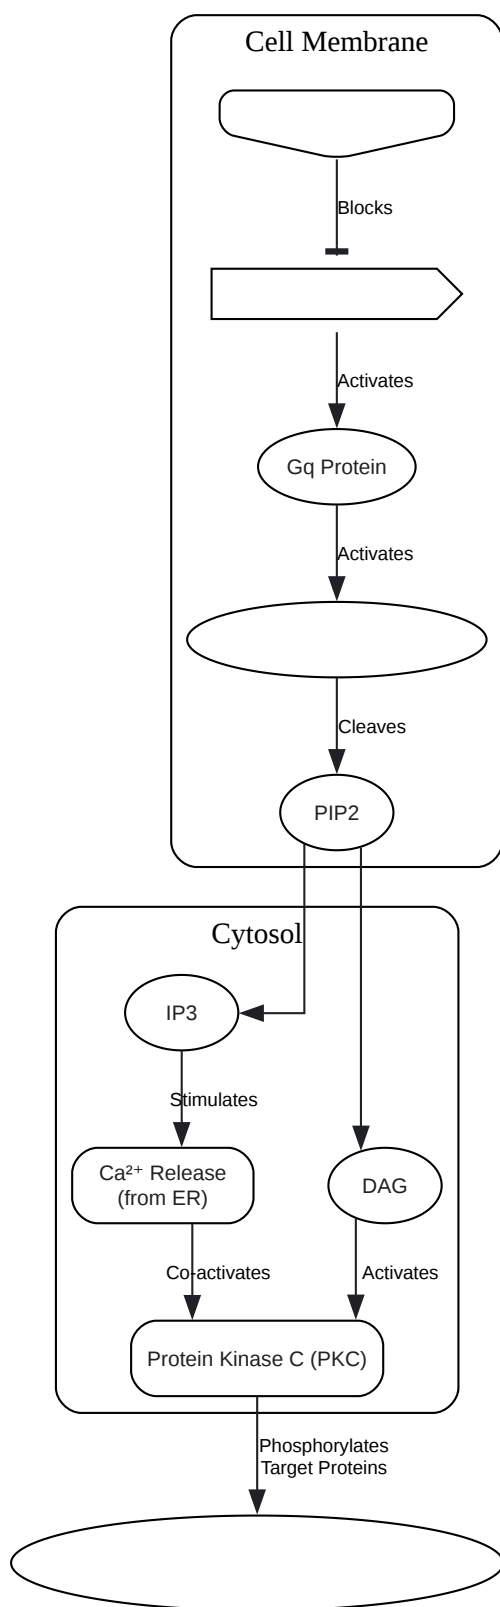 Cell Membrane
Blocks
Activates
Gq Protein
Activates
Cleaves
PIP2
Cytosol
IP3
Stimulates
Ca²⁺ Release
(from ER)
DAG
Co-activates
Activates
Protein Kinase C (PKC)
Phosphorylates
Target Proteins